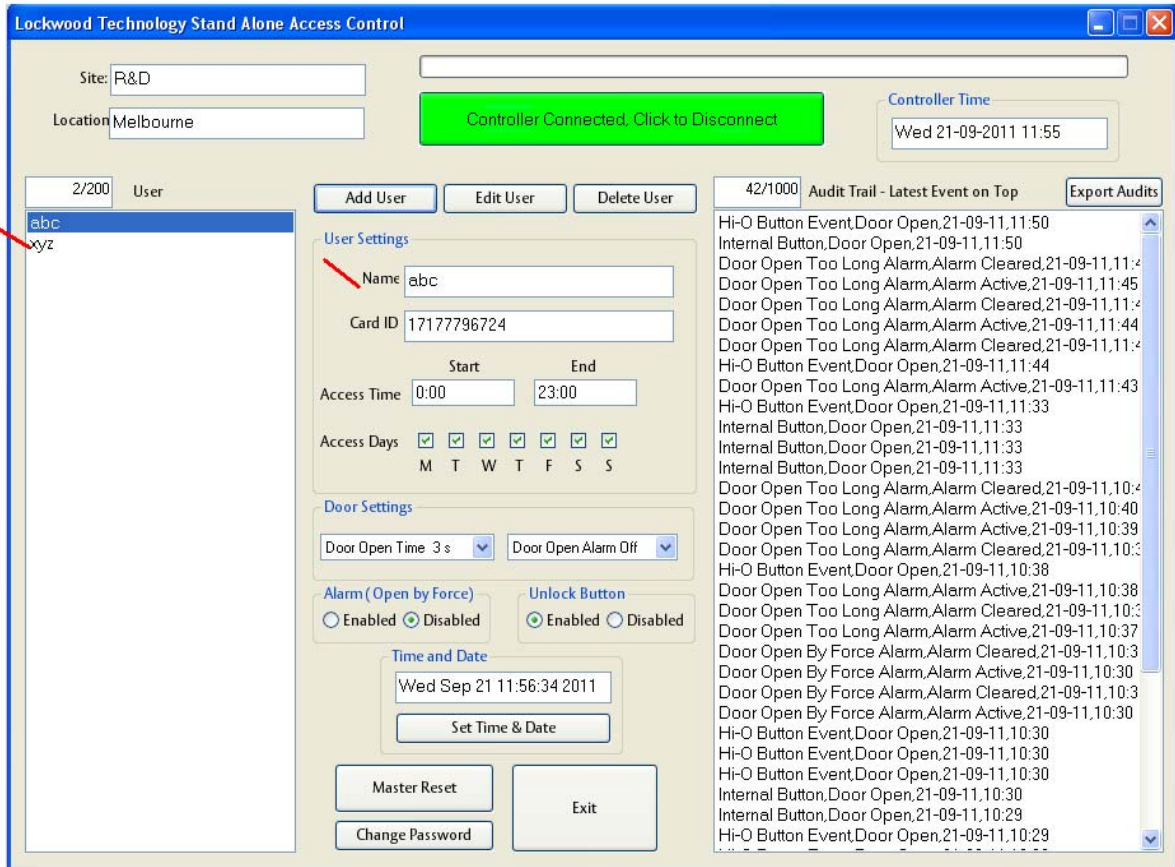 Lockwood Technology Stand Alone Access Control
Site: R&D
Location Melbourne
Controller Connected, Click to Disconnect
Controller Time
Wed 21-09-2011 11:55
2/200 User
abc
xyz
Add User Edit User Delete User
User Settings
Name abc
Card ID 17177796724
Start End
Access Time 0:00 23:00
Access Days
M T W T F S S
Door Settings
Door Open Time 3 s Door Open Alarm Off
Alarm ( Open by Force)
Enabled Disabled
Unlock Button
Enabled Disabled
Time and Date
Wed Sep 21 11:56:34 2011
Set Time & Date
Master Reset
Change Password
Exit
42/1000 Audit Trail - Latest Event on Top Export Audits
Hi-O Button Event,Door Open,21-09-11,11:50
Internal Button,Door Open,21-09-11,11:50
Door Open Too Long Alarm,Alarm Cleared,21-09-11,11:4
Door Open Too Long Alarm,Alarm Active,21-09-11,11:45
Door Open Too Long Alarm,Alarm Cleared,21-09-11,11:4
Door Open Too Long Alarm,Alarm Active,21-09-11,11:44
Door Open Too Long Alarm,Alarm Cleared,21-09-11,11:4
Hi-O Button Event,Door Open,21-09-11,11:44
Door Open Too Long Alarm,Alarm Active,21-09-11,11:43
Hi-O Button Event,Door Open,21-09-11,11:33
Internal Button,Door Open,21-09-11,11:33
Internal Button,Door Open,21-09-11,11:33
Internal Button,Door Open,21-09-11,11:33
Door Open Too Long Alarm,Alarm Cleared,21-09-11,10:4
Door Open Too Long Alarm,Alarm Active,21-09-11,10:40
Door Open Too Long Alarm,Alarm Active,21-09-11,10:39
Door Open Too Long Alarm,Alarm Cleared,21-09-11,10:3
Hi-O Button Event,Door Open,21-09-11,10:38
Door Open Too Long Alarm,Alarm Active,21-09-11,10:38
Door Open Too Long Alarm,Alarm Cleared,21-09-11,10:3
Door Open Too Long Alarm,Alarm Active,21-09-11,10:37
Door Open By Force Alarm,Alarm Cleared,21-09-11,10:3
Door Open By Force Alarm,Alarm Active,21-09-11,10:30
Door Open By Force Alarm,Alarm Cleared,21-09-11,10:3
Door Open By Force Alarm,Alarm Active,21-09-11,10:30
Hi-O Button Event,Door Open,21-09-11,10:30
Hi-O Button Event,Door Open,21-09-11,10:30
Hi-O Button Event,Door Open,21-09-11,10:30
Internal Button,Door Open,21-09-11,10:30
Internal Button,Door Open,21-09-11,10:29
Hi-O Button Event,Door Open,21-09-11,10:29